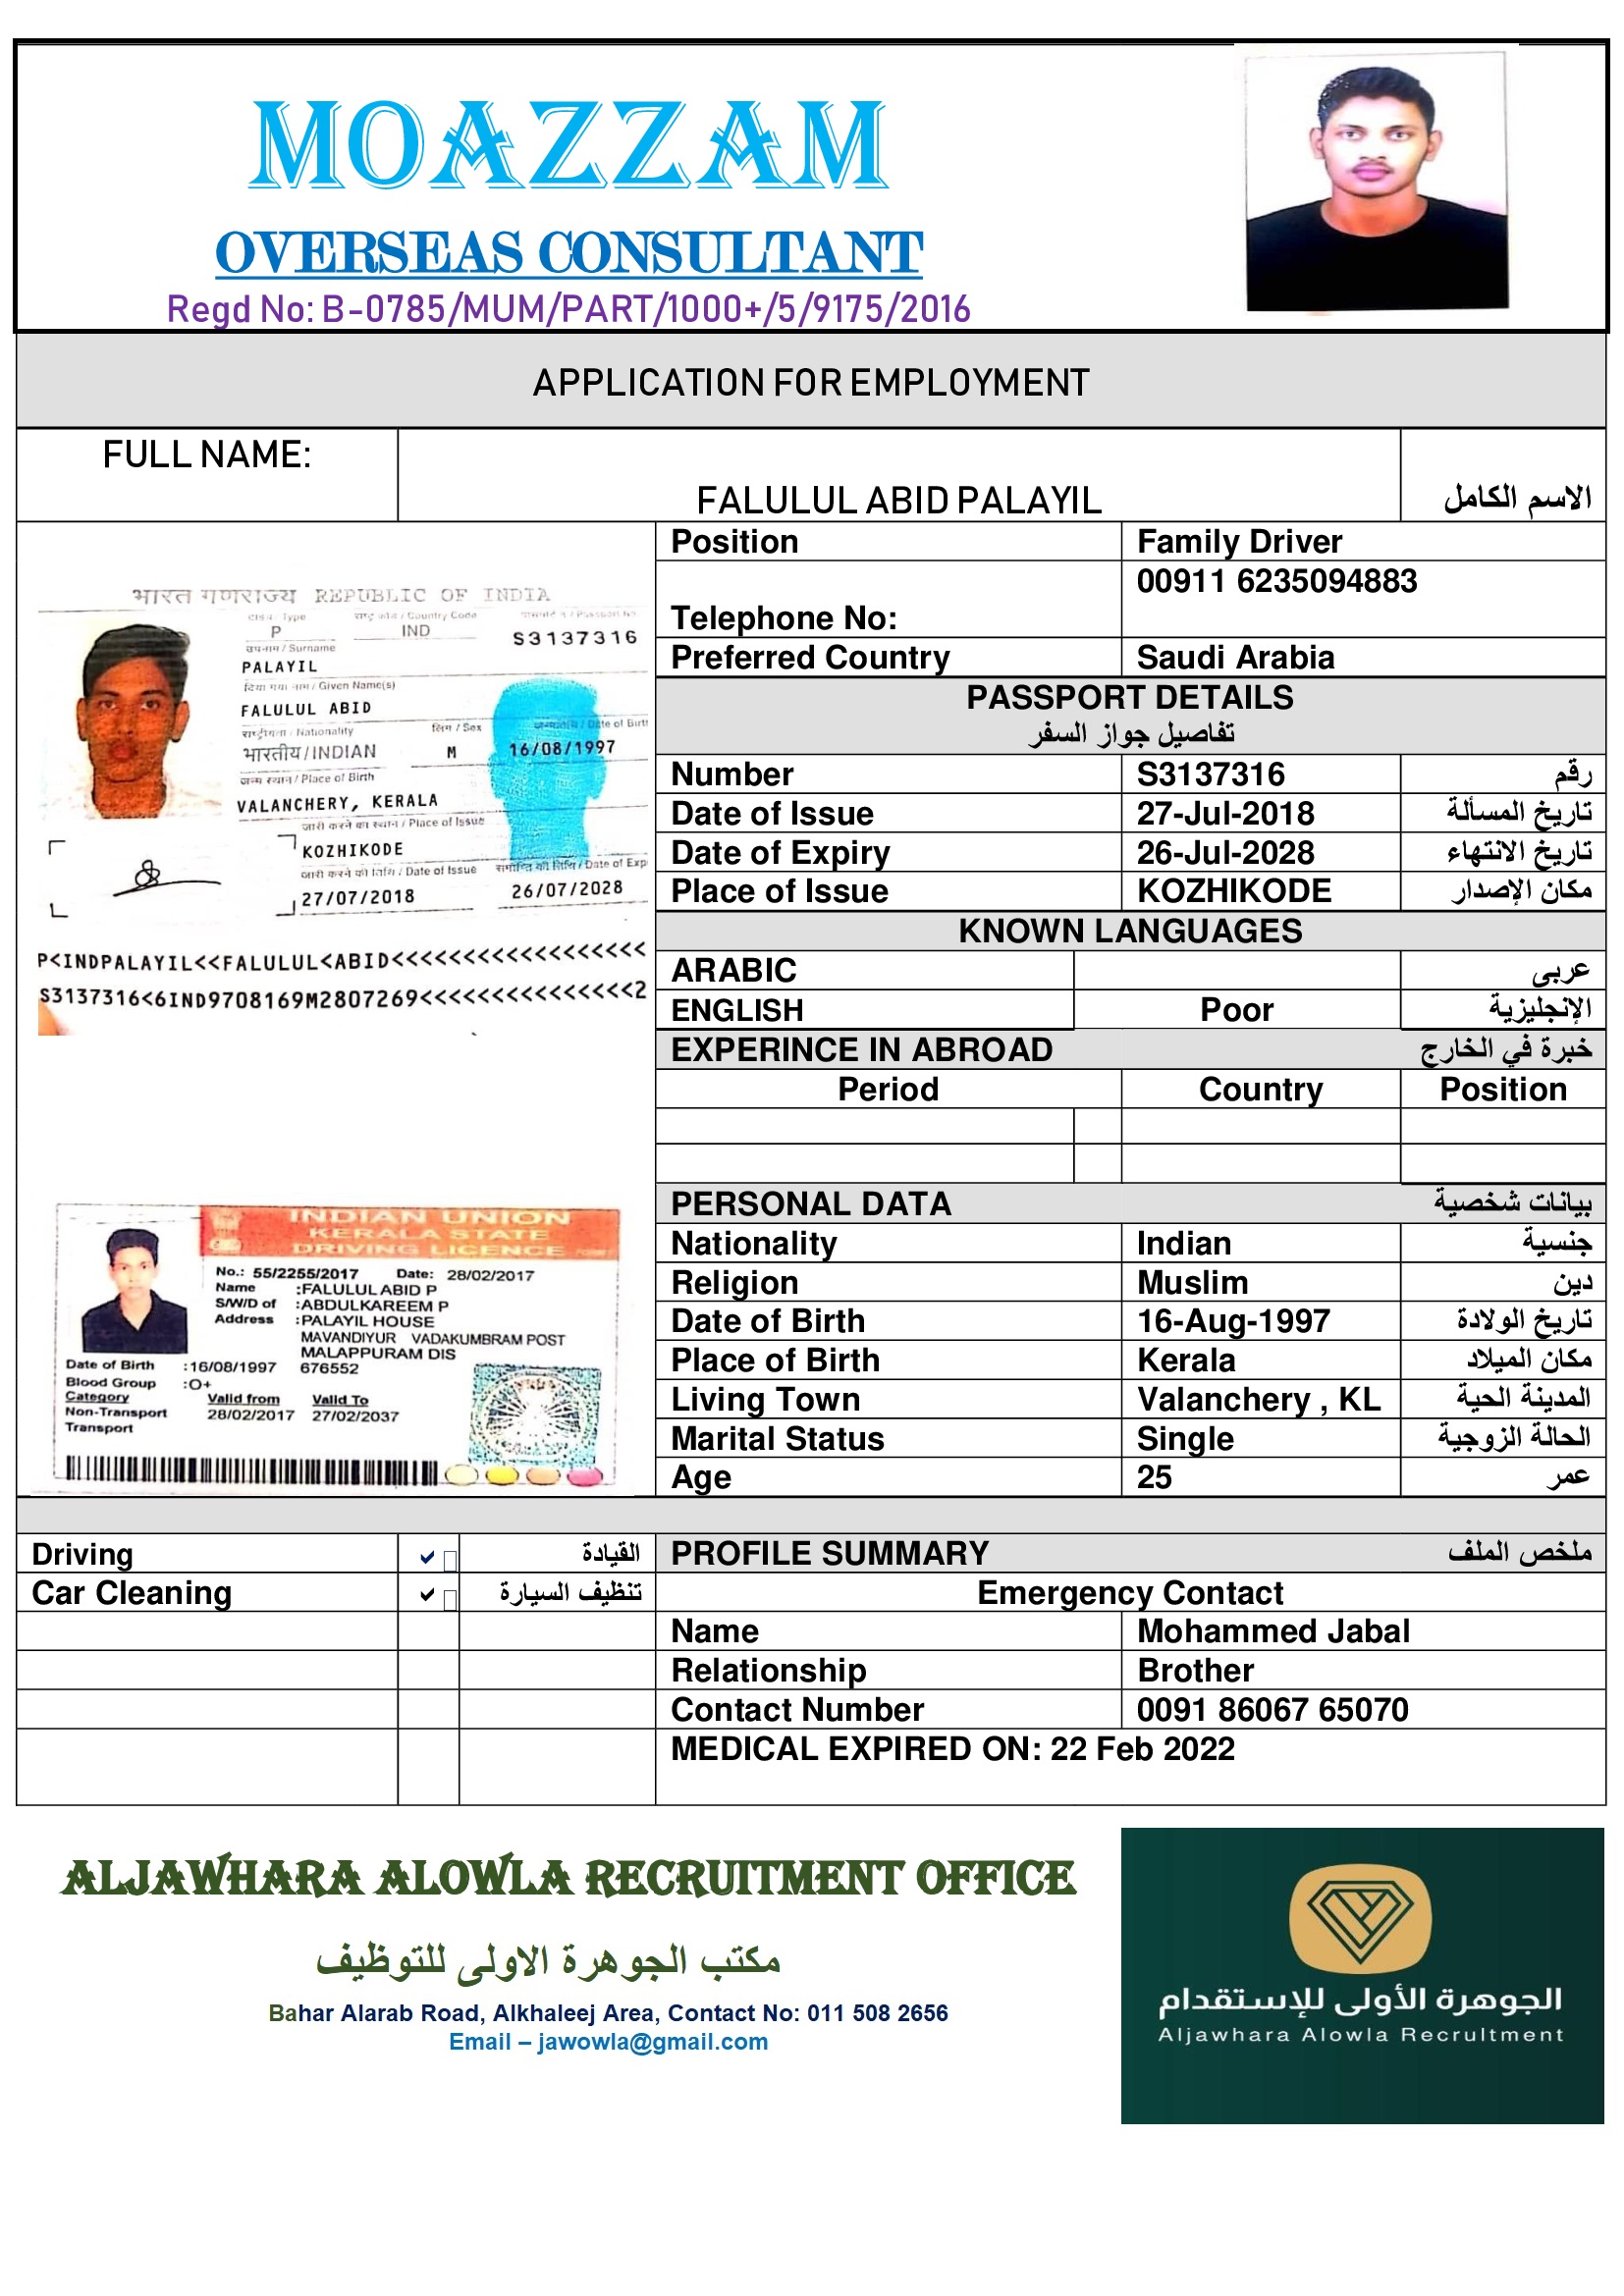 MOAZZAM
OVERSEAS CONSULTANT
Regd No: B-0785/MUM/PART/1000+/5/9175/2016
APPLICATION FOR EMPLOYMENT
FULL NAME:
FALULUL ABID PALAYIL
الاسم الكامل
भारत गणराज्य REPUBLIC OF INDIA
Type
राष्ट्र कोड / Country Code
P
IND
S3137316
उपनाम / Surname
PALAYIL
दिया गया नाम / Given Name(s)
FALULUL ABID
राष्ट्रीयता / Nationality
लिंग / Sex
Date of Birth
भारतीय / INDIAN
M
16/08/1997
जन्म स्थान / Place of Birth
VALANCHERY, KERALA
जारी करने का स्थान / Place of Issue
KOZHIKODE
जारी करने की तिथि / Date of Issue
समाप्ति की तिथि / Date of Exp
27/07/2018
26/07/2028
P<INDPALAYIL<<FALULUL<ABID<<<<<<<<<<<<<<<<<
S3137316<6IND9708169M2807269<<<<<<<<<<<<<<2
Position Family Driver
00911 6235094883
Telephone No:
Preferred Country Saudi Arabia
PASSPORT DETAILS
تفاصيل جواز السفر
Number S3137316 رقم
Date of Issue 27-Jul-2018 تاريخ المسألة
Date of Expiry 26-Jul-2028 تاريخ الانتهاء
Place of Issue KOZHIKODE مكان الإصدار
KNOWN LANGUAGES
ARABIC عربى
ENGLISH Poor الإنجليزية
EXPERINCE IN ABROAD خبرة في الخارج
Period Country Position
INDIAN UNION
KERALA STATE
DRIVING LICENCE
No.: 55/2255/2017 Date: 28/02/2017
Name :FALULUL ABID P
S/W/D of :ABDULKAREEM P
Address :PALAYIL HOUSE
MAVANDIYUR VADAKUMBRAM POST
MALAPPURAM DIS
Date of Birth :16/08/1997 676552
Blood Group :O+
Category Valid from Valid To
Non-Transport 28/02/2017 27/02/2037
Transport
PERSONAL DATA بيانات شخصية
Nationality Indian جنسية
Religion Muslim دين
Date of Birth 16-Aug-1997 تاريخ الولادة
Place of Birth Kerala مكان الميلاد
Living Town Valanchery , KL المدينة الحية
Marital Status Single الحالة الزوجية
Age 25 عمر
Driving ✓ القيادة
Car Cleaning ✓ تنظيف السيارة
PROFILE SUMMARY ملخص الملف
Emergency Contact
Name Mohammed Jabal
Relationship Brother
Contact Number 0091 86067 65070
MEDICAL EXPIRED ON: 22 Feb 2022
ALJAWHARA ALOWLA RECRUITMENT OFFICE
مكتب الجوهرة الاولى للتوظيف
Bahar Alarab Road, Alkhaleej Area, Contact No: 011 508 2656
Email – jawowla@gmail.com
الجوهرة الأولى للإستقدام
Aljawhara Alowla Recrultment